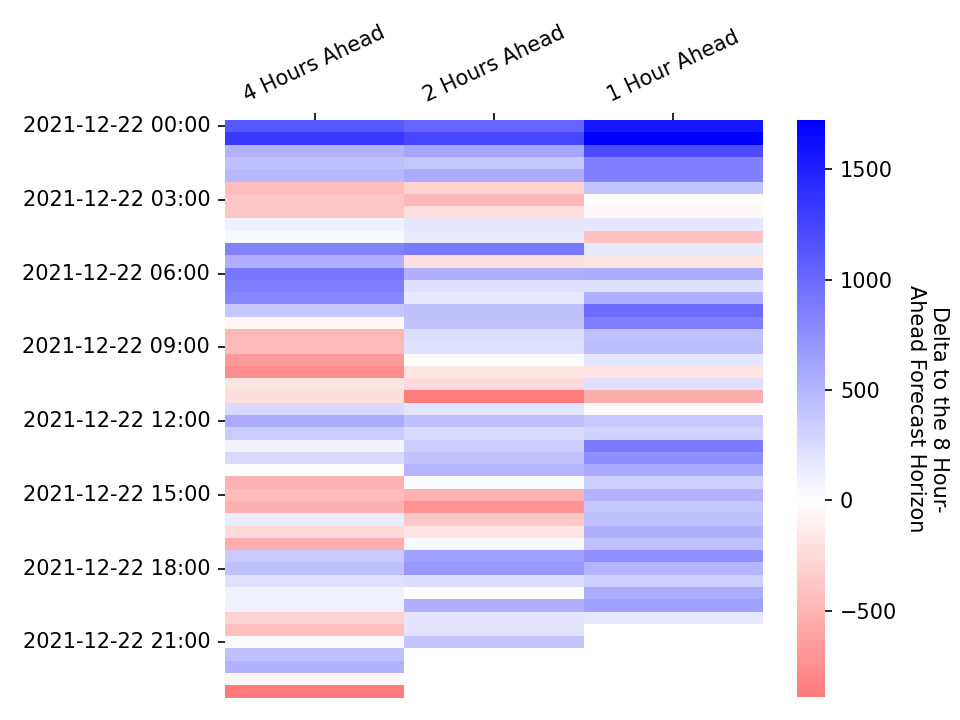 4 Hours Ahead
2 Hours Ahead
1 Hour Ahead
2021-12-22 00:00
2021-12-22 03:00
2021-12-22 06:00
2021-12-22 09:00
2021-12-22 12:00
2021-12-22 15:00
2021-12-22 18:00
2021-12-22 21:00
1500
1000
500
0
−500
Delta to the 8 Hour-
Ahead Forecast Horizon